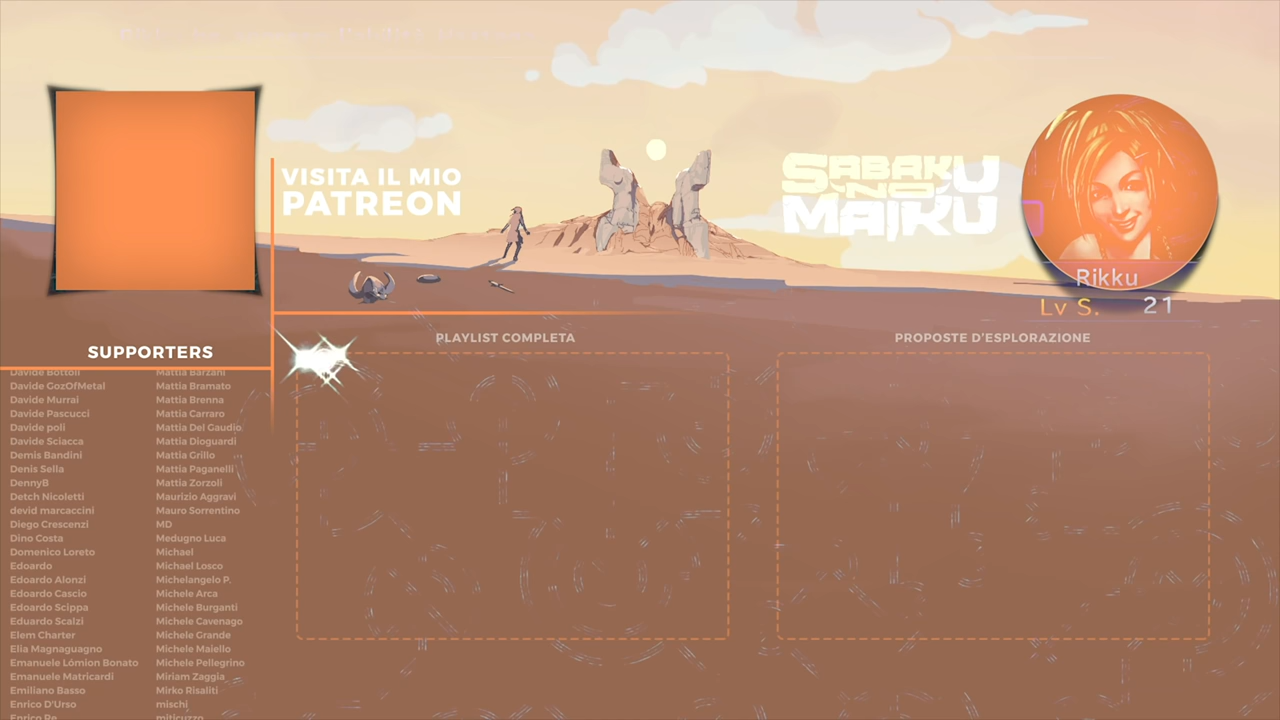 VISITA IL MIO
PATREON
SABAKU
NO
MAIKU
Rikku
Lv S. 21
SUPPORTERS
Davide Bottoli
Davide GozOfMetal
Davide Murrai
Davide Pascucci
Davide poli
Davide Sciacca
Demis Bandini
Denis Sella
DennyB
Detch Nicoletti
devid marcaccini
Diego Crescenzi
Dino Costa
Domenico Loreto
Edoardo
Edoardo Alonzi
Edoardo Cascio
Edoardo Scippa
Eduardo Scalzi
Elem Charter
Elia Magnaguagno
Emanuele Lómion Bonato
Emanuele Matricardi
Emiliano Basso
Enrico D'Urso
Enrico Re
Mattia Barzani
Mattia Bramato
Mattia Brenna
Mattia Carraro
Mattia Del Gaudio
Mattia Dioguardi
Mattia Grillo
Mattia Paganelli
Mattia Zorzoli
Maurizio Aggravi
Mauro Sorrentino
MD
Medugno Luca
Michael
Michael Losco
Michelangelo P.
Michele Arca
Michele Burganti
Michele Cavenago
Michele Grande
Michele Maiello
Michele Pellegrino
Miriam Zaggia
Mirko Risaliti
mischi
miticuzzo
PLAYLIST COMPLETA
PROPOSTE D'ESPLORAZIONE